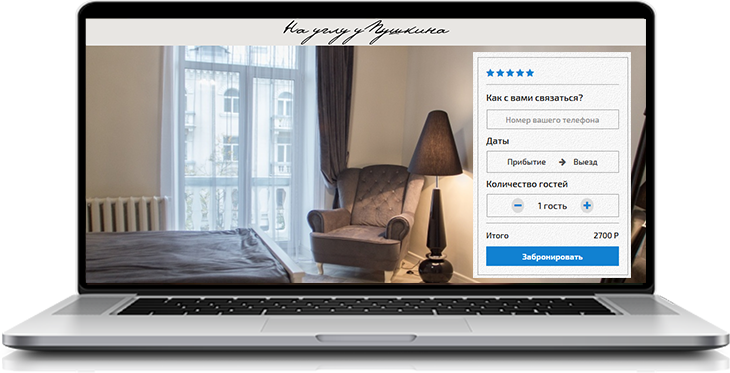 На углу у Пушкина
Как с вами связаться?
Номер вашего телефона
Даты
Прибытие → Выезд
Количество гостей
− 1 гость +
Итого 2700 Р
Забронировать